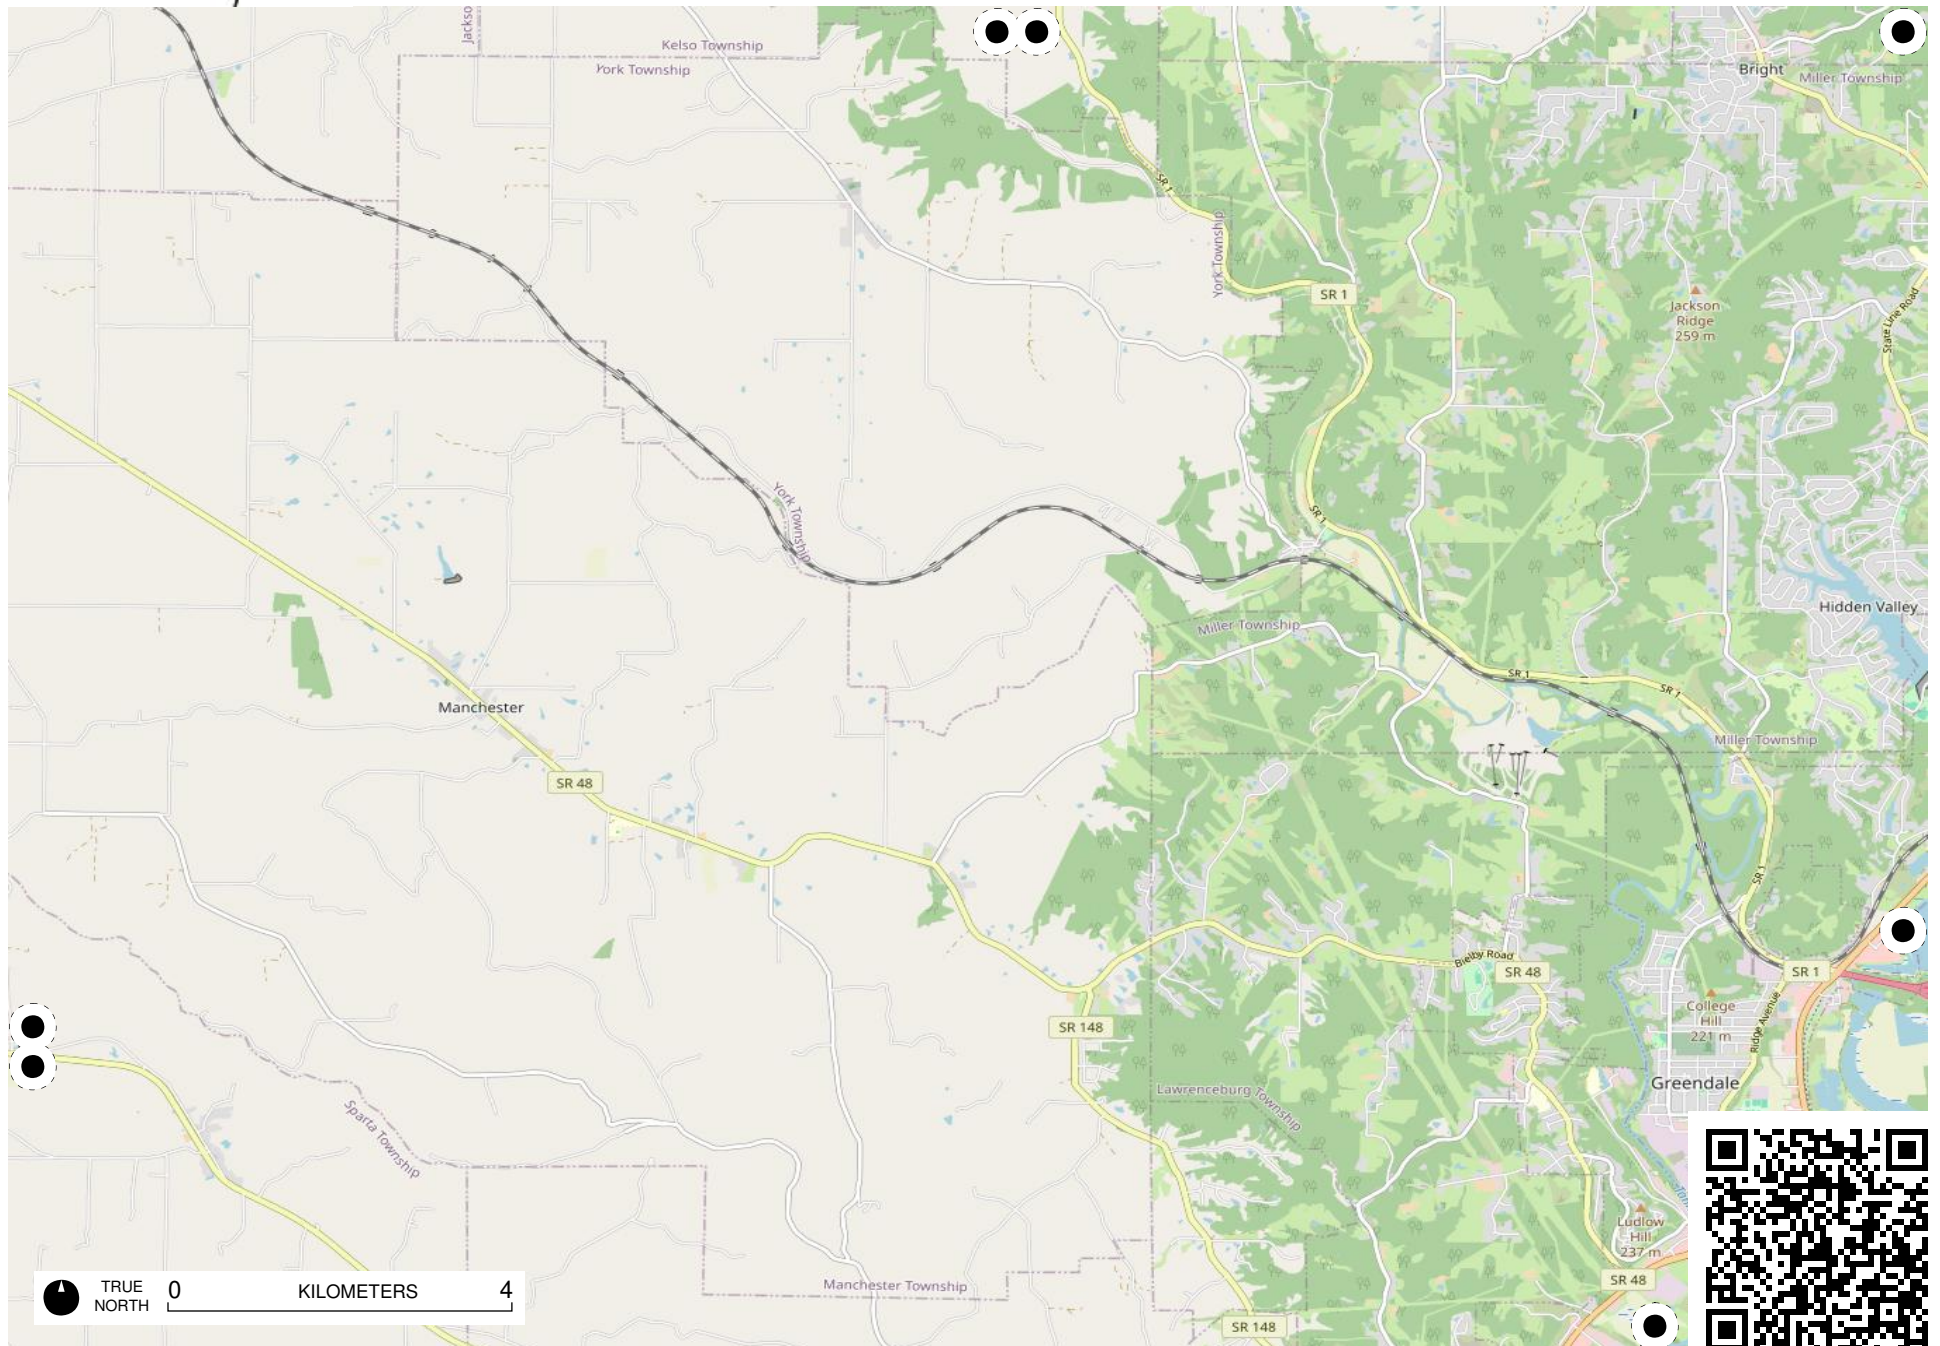 Jackso
Kelso Township
York Township
Bright
Miller Township
SR 1
York Township
SR 1
Jackson
Ridge
259 m
State Line Road
York Township
SR 1
Hidden Valley
Miller Township
SR 1
SR 1
Manchester
Miller Township
SR 48
SR 1
Bielby Road
SR 48
SR 1
College
Hill
221 m
Ridge Avenue
SR 148
Greendale
Lawrenceburg Township
Sparta Township
Ludlow
Hill
237 m
SR 48
Manchester Township
TRUE
NORTH
0 KILOMETERS 4
SR 148